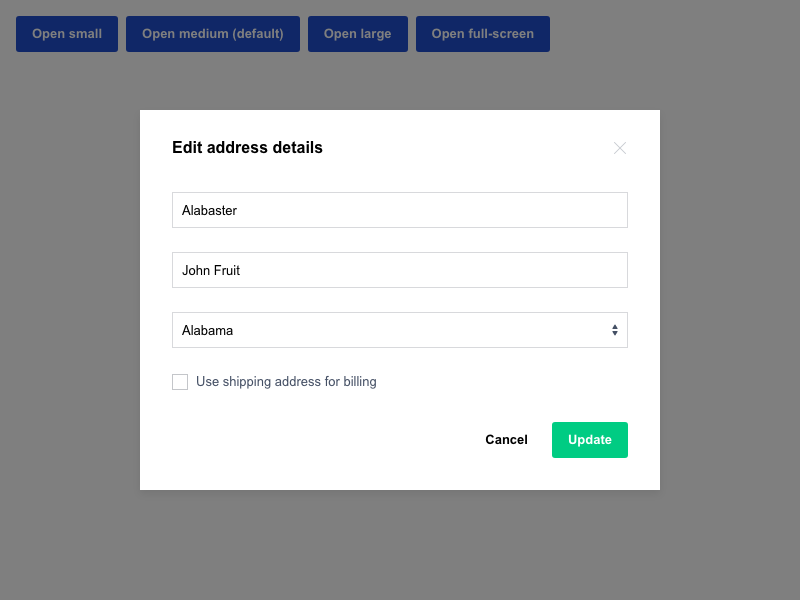 Open small Open medium (default) Open large Open full-screen
Edit address details
Alabaster
John Fruit
Alabama
Use shipping address for billing
Cancel Update